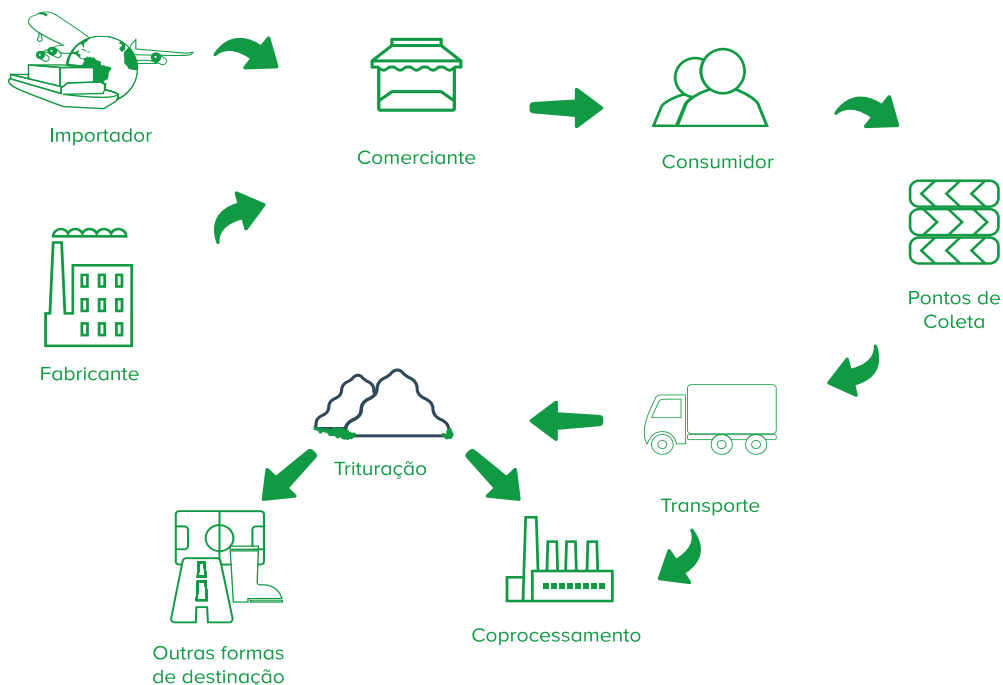 Importador
Comerciante
Consumidor
Pontos de
Coleta
Fabricante
Trituração
Transporte
Coprocessamento
Outras formas
de destinação